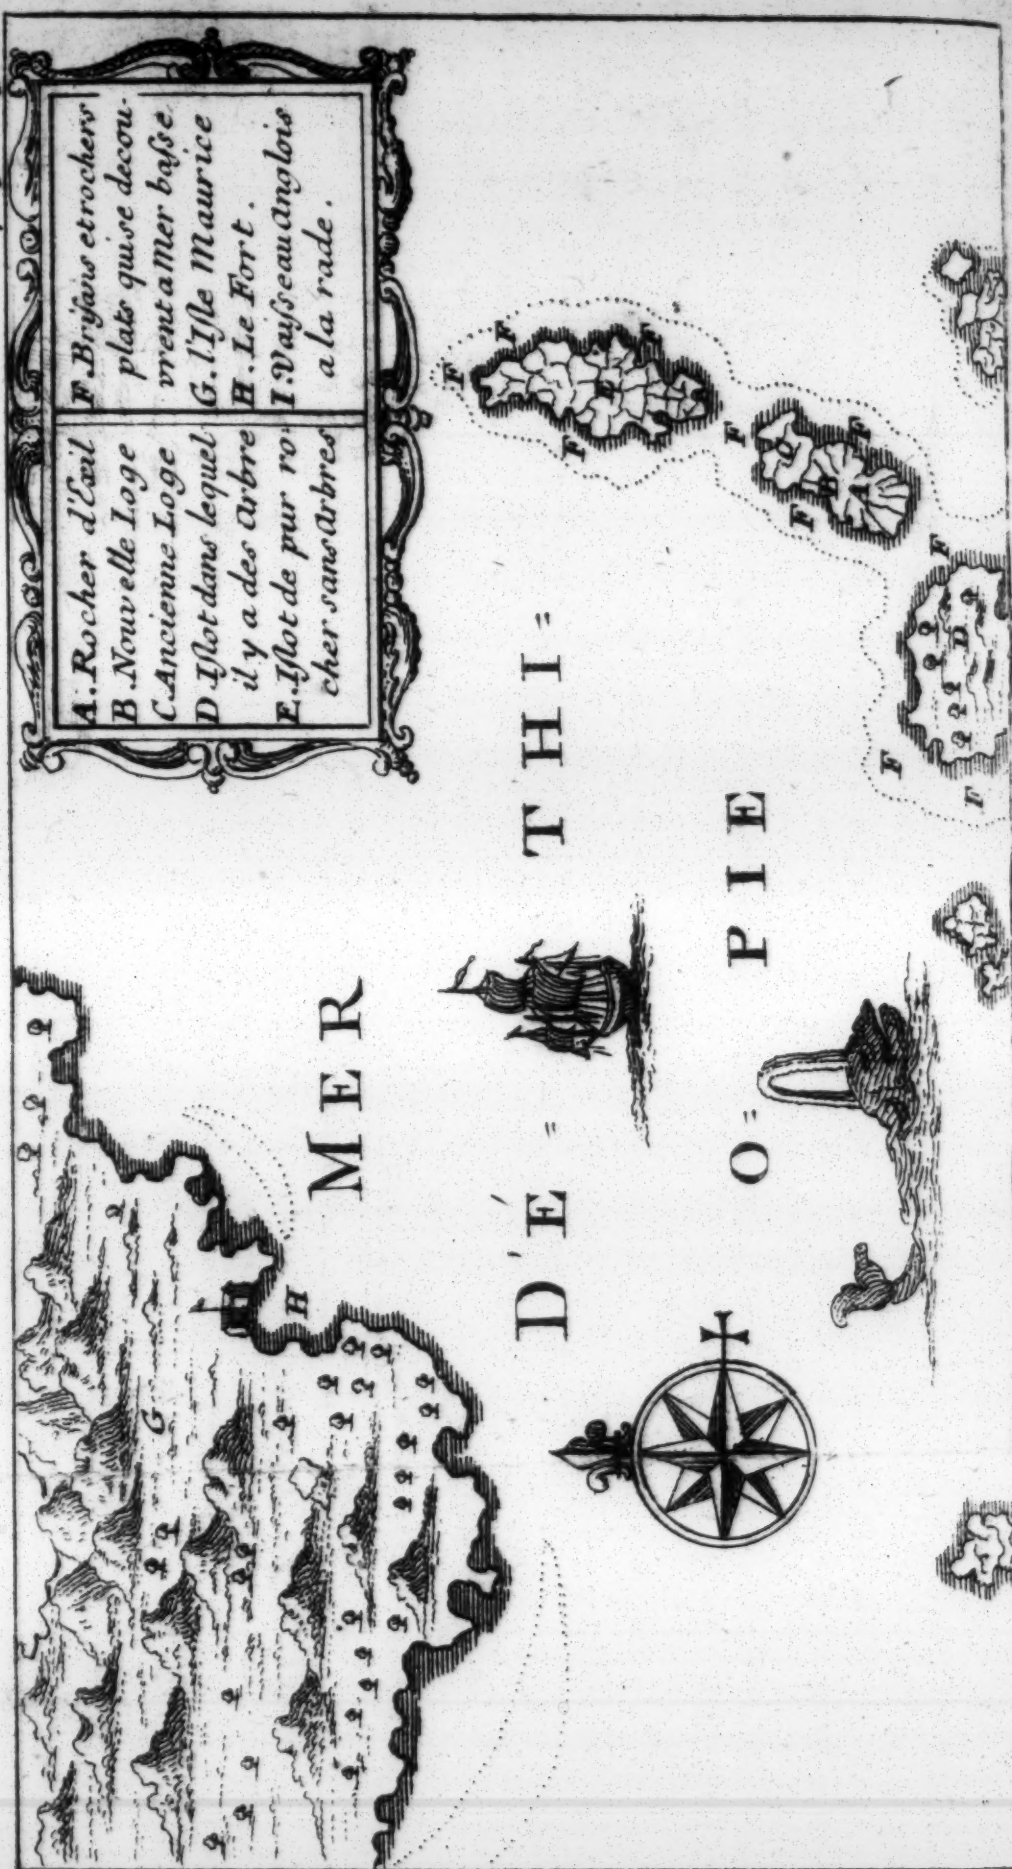 A. Rocher d'Exil
B. Nouvelle Loge
C. Ancienne Loge
D. Iſlot dans lequel
il y a des Arbre
E. Iſlot de pur ro-
cher sans Arbres
F. Briſans et rochers
plats qui se decou-
vrent a Mer baſse
G. l'Iſle Maurice
H. Le Fort.
I. Vaiſseau Anglois
a la rade.
MER
D'É= THI=
O= PIE
G
H
F
F
F
F
E
F
F
C
B
A
F
F
D
F
F